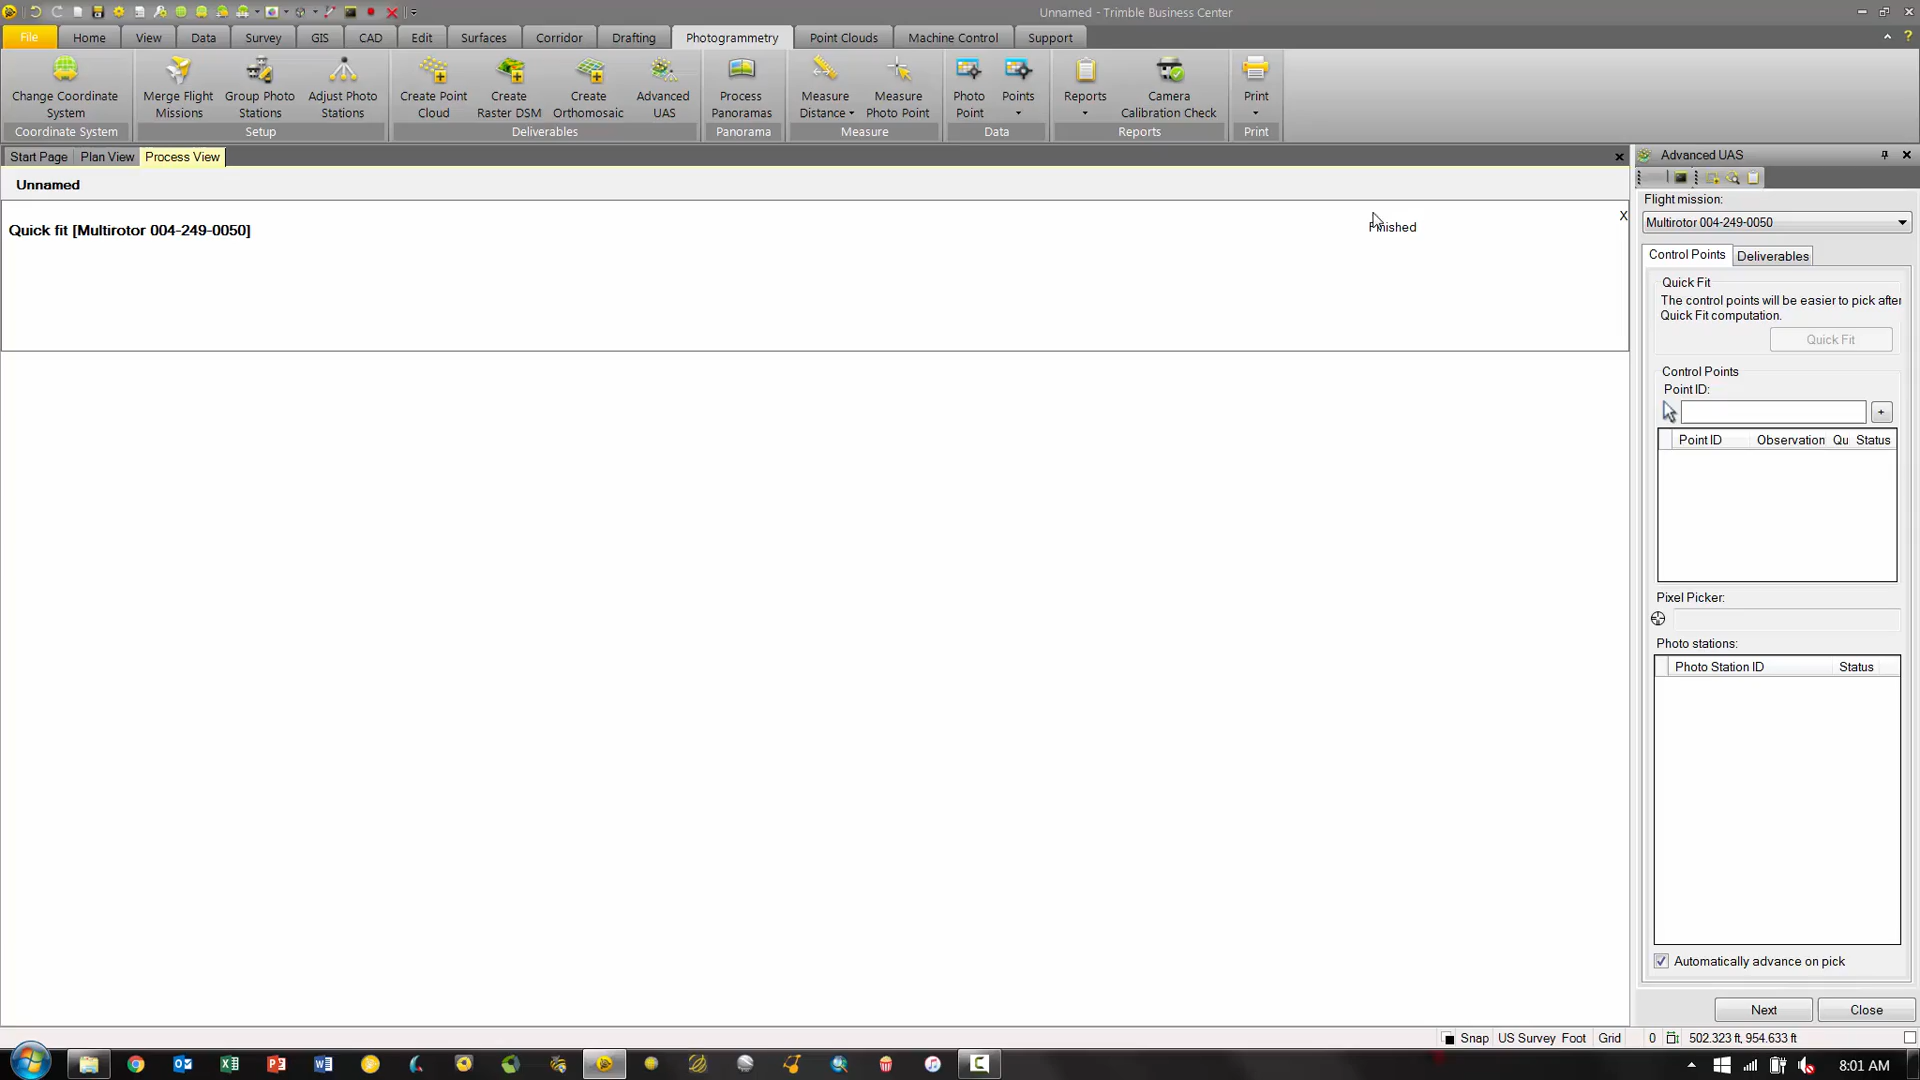 Unnamed - Trimble Business Center
File Home View Data Survey GIS CAD Edit Surfaces Corridor Drafting Photogrammetry Point Clouds Machine Control Support
Change Coordinate System
Coordinate System
Merge Flight Missions
Group Photo Stations
Adjust Photo Stations
Setup
Create Point Cloud
Create Raster DSM
Create Orthomosaic
Advanced UAS
Deliverables
Process Panoramas
Panorama
Measure Distance
Measure Photo Point
Measure
Photo Point
Points
Data
Reports
Camera Calibration Check
Reports
Print
Print
Start Page Plan View Process View
Unnamed
Quick fit [Multirotor 004-249-0050]
Finished
X
Advanced UAS
Flight mission:
Multirotor 004-249-0050
Control Points Deliverables
Quick Fit
The control points will be easier to pick after
Quick Fit computation.
Quick Fit
Control Points
Point ID:
+
Point ID Observation Qu Status
Pixel Picker:
Photo stations:
Photo Station ID Status
Automatically advance on pick
Next Close
Snap US Survey Foot Grid 0 502.323 ft, 954.633 ft
8:01 AM